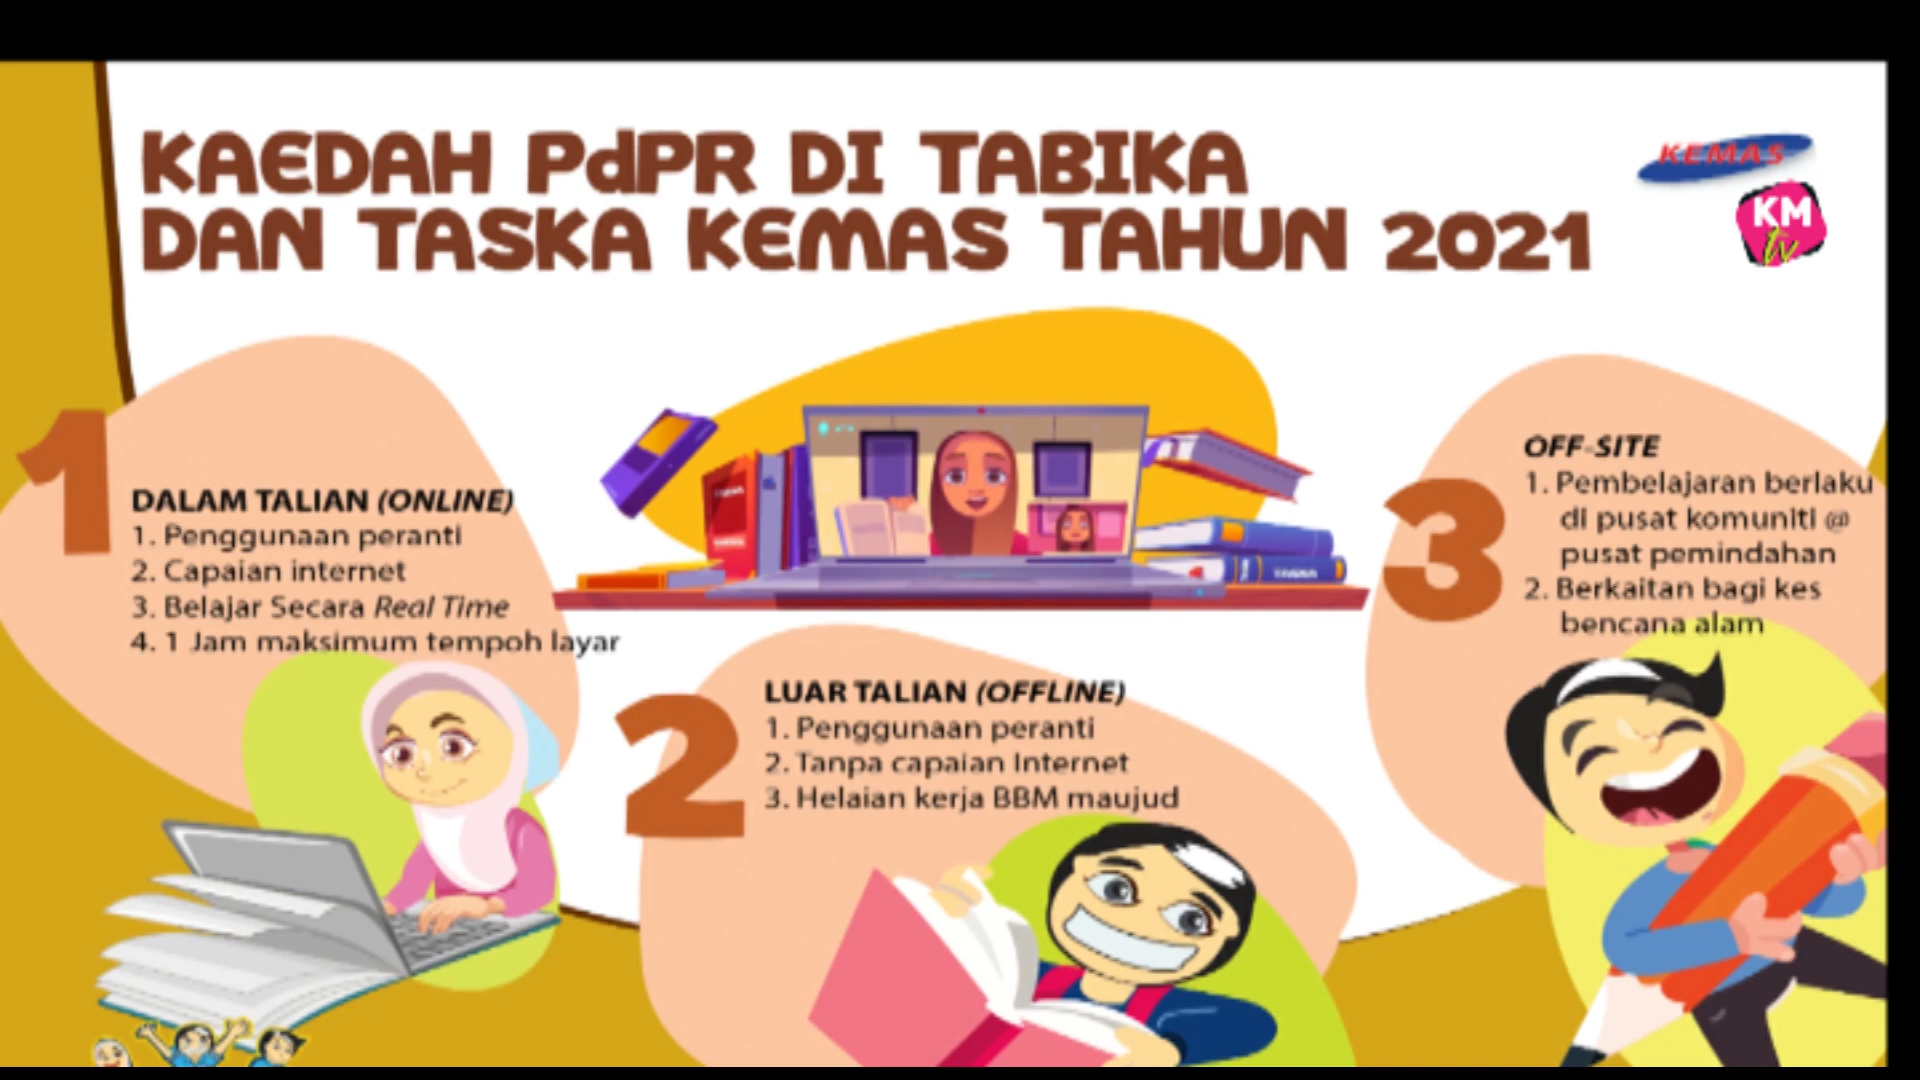 KAEDAH PdPR DI TABIKA
DAN TASKA KEMAS TAHUN 2021
KEMAS
KM
tv
1
DALAM TALIAN (ONLINE)
1. Penggunaan peranti
2. Capaian internet
3. Belajar Secara Real Time
4. 1 Jam maksimum tempoh layar
2
LUAR TALIAN (OFFLINE)
1. Penggunaan peranti
2. Tanpa capaian Internet
3. Helaian kerja BBM maujud
3
OFF-SITE
1. Pembelajaran berlaku
di pusat komuniti @
pusat pemindahan
2. Berkaitan bagi kes
bencana alam